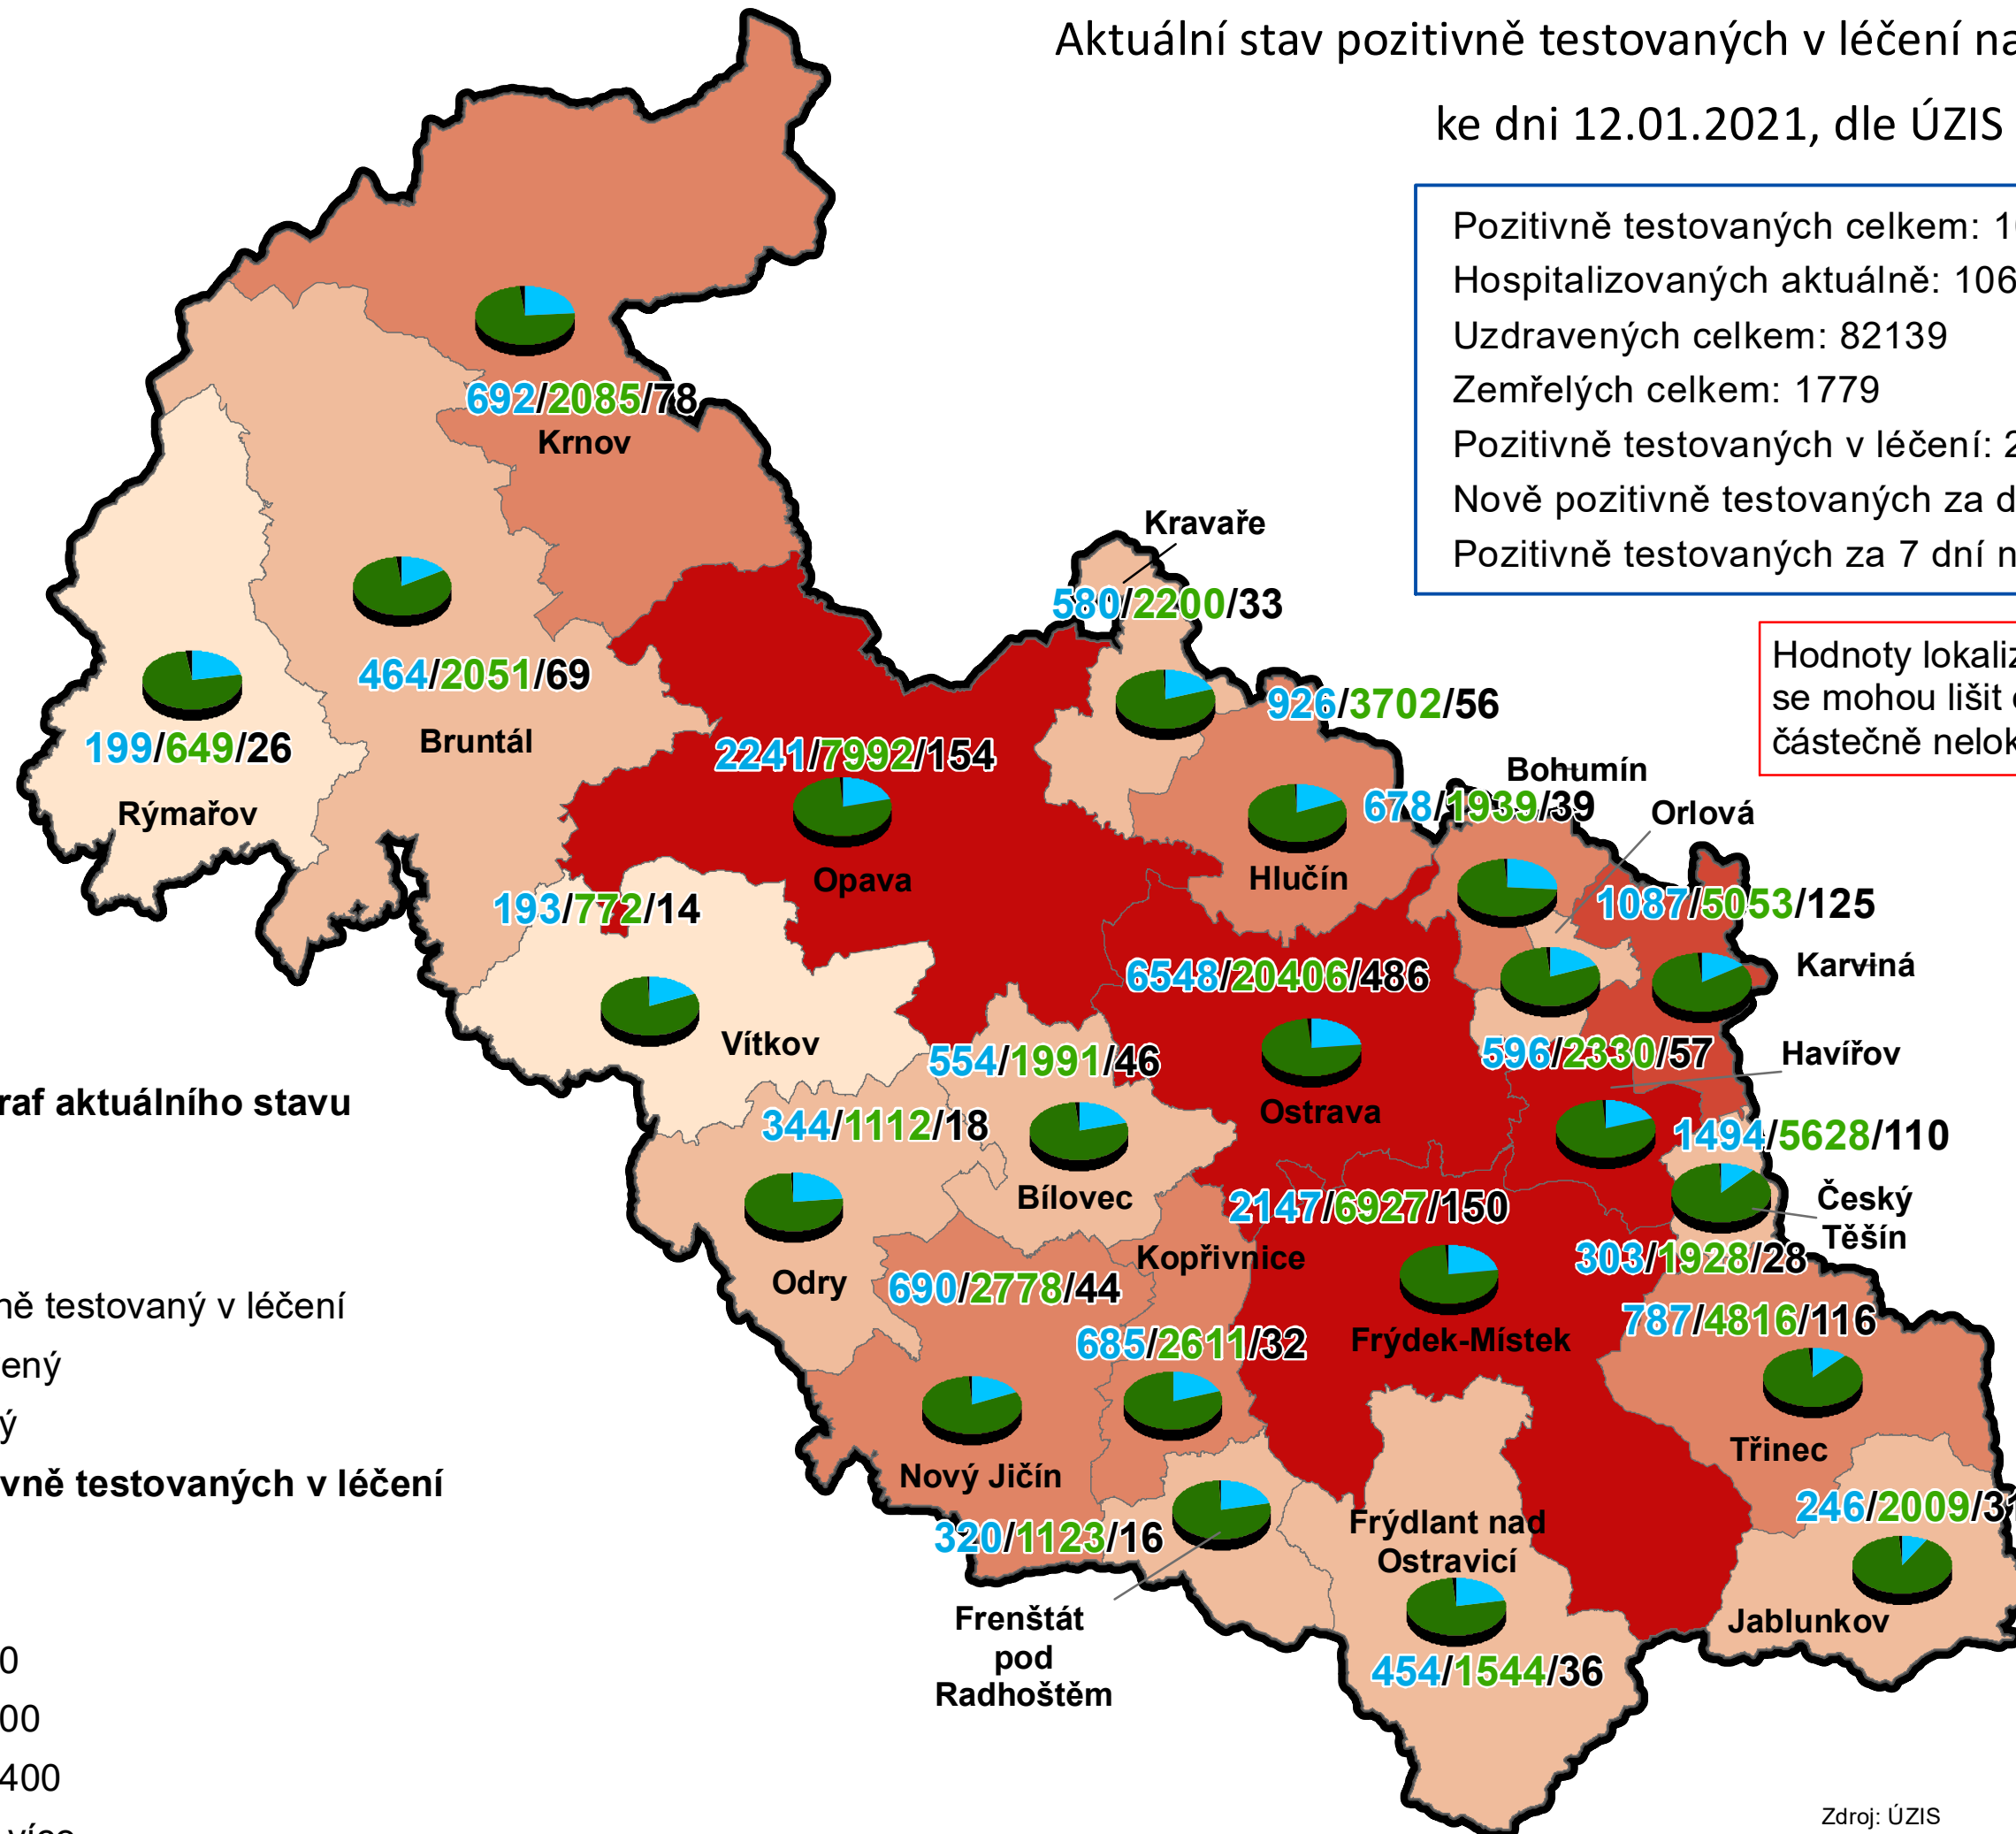 Aktuální stav pozitivně testovaných v léčení na
ke dni 12.01.2021, dle ÚZIS
Pozitivně testovaných celkem: 1
Hospitalizovaných aktuálně: 106
Uzdravených celkem: 82139
Zemřelých celkem: 1779
Pozitivně testovaných v léčení: 2
Nově pozitivně testovaných za d
Pozitivně testovaných za 7 dní n
Hodnoty lokaliz
se mohou lišit
částečně nelok
692/2085/78
Krnov
Kravaře
580/2200/33
464/2051/69
Bruntál
199/649/26
Rýmařov
926/3702/56
Hlučín
2241/7992/154
Opava
Bohumín
678/1939/39
Orlová
193/772/14
Vítkov
1087/5053/125
Karviná
6548/20406/486
Ostrava
596/2330/57
Havířov
554/1991/46
Bílovec
344/1112/18
Odry
1494/5628/110
Český
Těšín
303/1928/28
2147/6927/150
Frýdek-Místek
Kopřivnice
690/2778/44
685/2611/32
787/4816/116
Třinec
Nový Jičín
320/1123/16
Frenštát
pod
Radhoštěm
Frýdlant nad
Ostravicí
454/1544/36
246/2009/31
Jablunkov
raf aktuálního stavu
ně testovaný v léčení
ený
ý
vně testovaných v léčení
0
00
400
více
Zdroj: ÚZIS